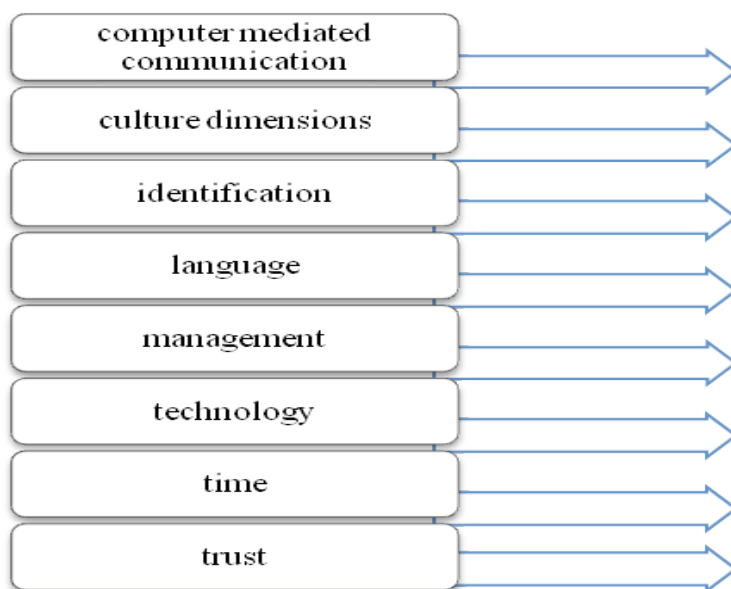 computer mediated
communication
culture dimensions
identification
language
management
technology
time
trust